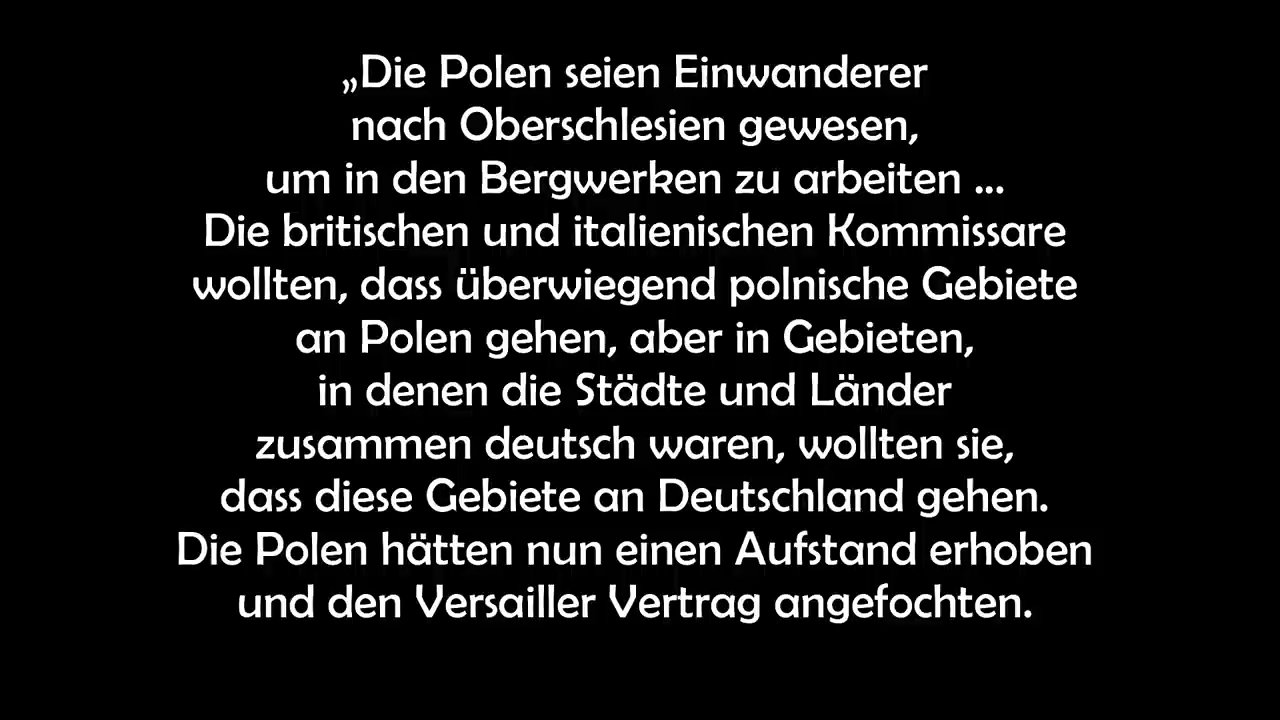 „Die Polen seien Einwanderer
nach Oberschlesien gewesen,
um in den Bergwerken zu arbeiten ...
Die britischen und italienischen Kommissare
wollten, dass überwiegend polnische Gebiete
an Polen gehen, aber in Gebieten,
in denen die Städte und Länder
zusammen deutsch waren, wollten sie,
dass diese Gebiete an Deutschland gehen.
Die Polen hätten nun einen Aufstand erhoben
und den Versailler Vertrag angefochten.